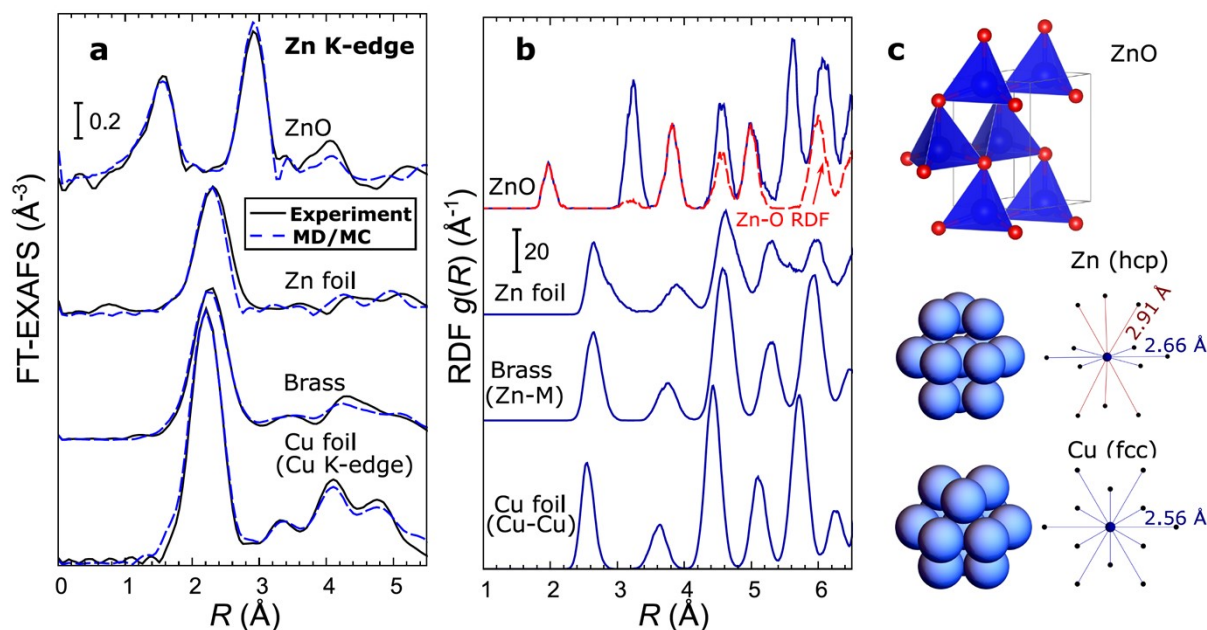 a
Zn K-edge
0.2
ZnO
Experiment
MD/MC
Zn foil
Brass
Cu foil
(Cu K-edge)
FT-EXAFS (Å⁻³)
0 1 2 3 4 5
R (Å)
b
ZnO
Zn-O RDF
20
Zn foil
Brass
(Zn-M)
Cu foil
(Cu-Cu)
RDF g(R) (Å⁻¹)
1 2 3 4 5 6
R (Å)
c
ZnO
Zn (hcp)
2.91 Å
2.66 Å
Cu (fcc)
2.56 Å